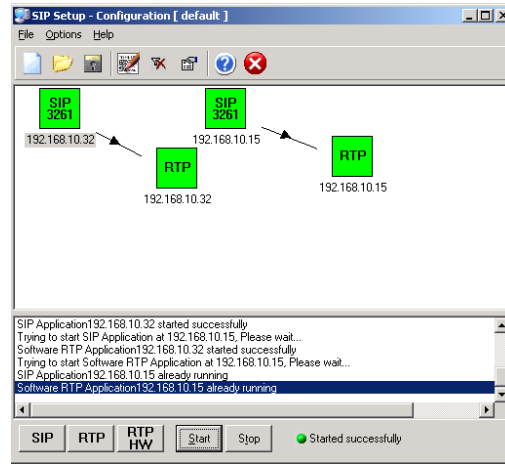 SIP Setup - Configuration [ default ]
File Options Help
SIP
3261
192.168.10.32
SIP
3261
192.168.10.15
RTP
192.168.10.32
RTP
192.168.10.15
SIP Application192.168.10.32 started successfully
Trying to start SIP Application at 192.168.10.15, Please wait...
Software RTP Application192.168.10.32 started successfully
Trying to start Software RTP Application at 192.168.10.15, Please wait...
SIP Application192.168.10.15 already running
Software RTP Application192.168.10.15 already running
SIP RTP RTP HW Start Stop Started successfully